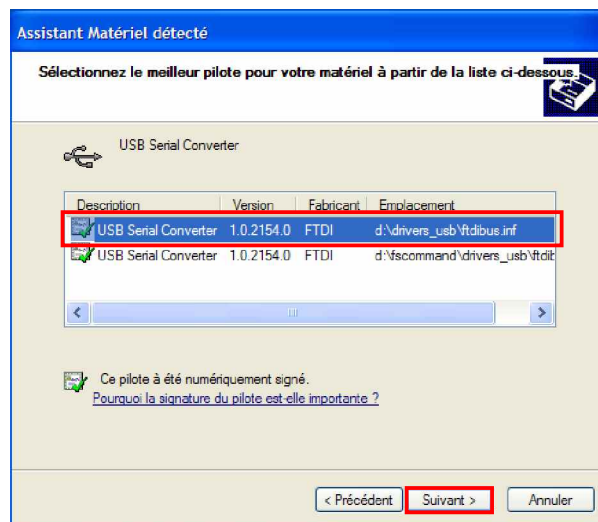 Assistant Matériel détecté
Sélectionnez le meilleur pilote pour votre matériel à partir de la liste ci-dessous.
USB Serial Converter
Description Version Fabricant Emplacement
USB Serial Converter 1.0.2154.0 FTDI d:\drivers_usb\ftdibus.inf
USB Serial Converter 1.0.2154.0 FTDI d:\fscommand\drivers_usb\ftdit
Ce pilote à été numériquement signé.
Pourquoi la signature du pilote est-elle importante ?
< Précédent Suivant > Annuler